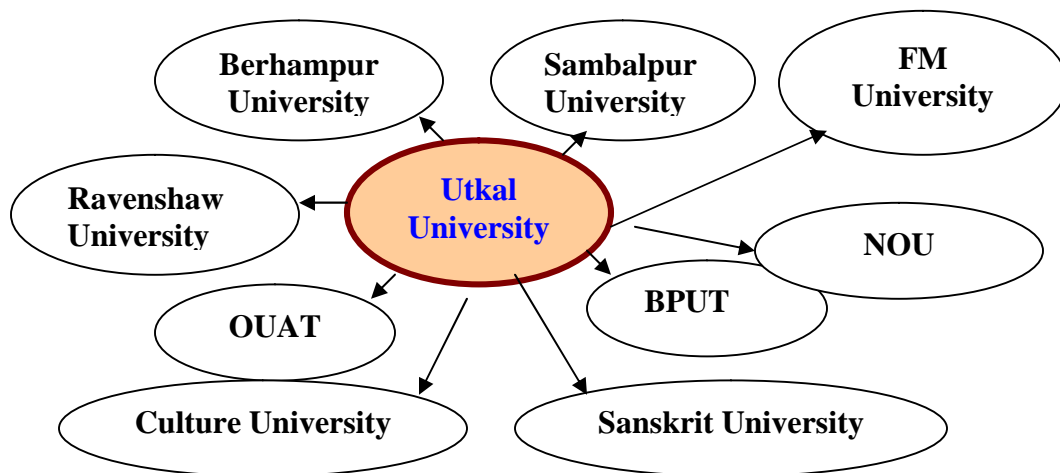 Berhampur
University
Sambalpur
University
FM
University
Utkal
University
Ravenshaw
University
NOU
BPUT
OUAT
Culture University
Sanskrit University